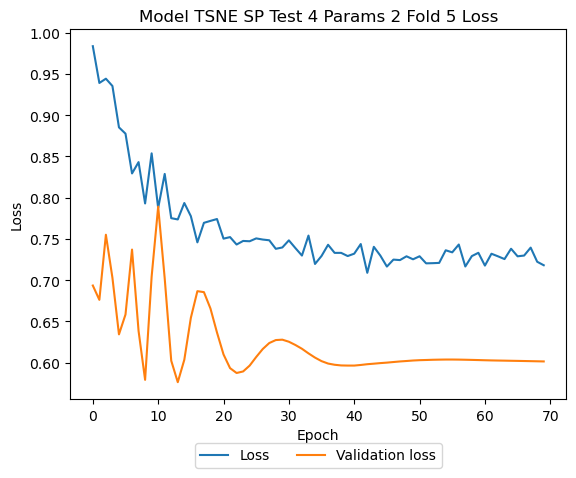 Model TSNE SP Test 4 Params 2 Fold 5 Loss
1.00
0.95
0.90
0.85
0.80
0.75
0.70
0.65
0.60
Loss
0 10 20 30 40 50 60 70
Epoch
Loss Validation loss